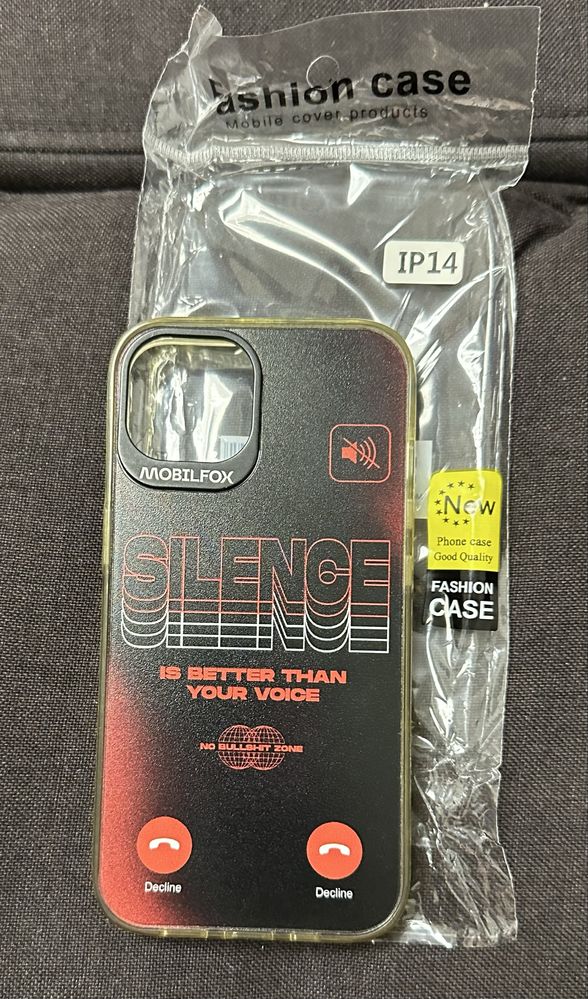 Fashion case
Mobile cover products
IP14
MOBILFOX
SILENCE
IS BETTER THAN
YOUR VOICE
NO BULLSHIT ZONE
Decline
Decline
New
Phone case
Good Quality
FASHION
CASE